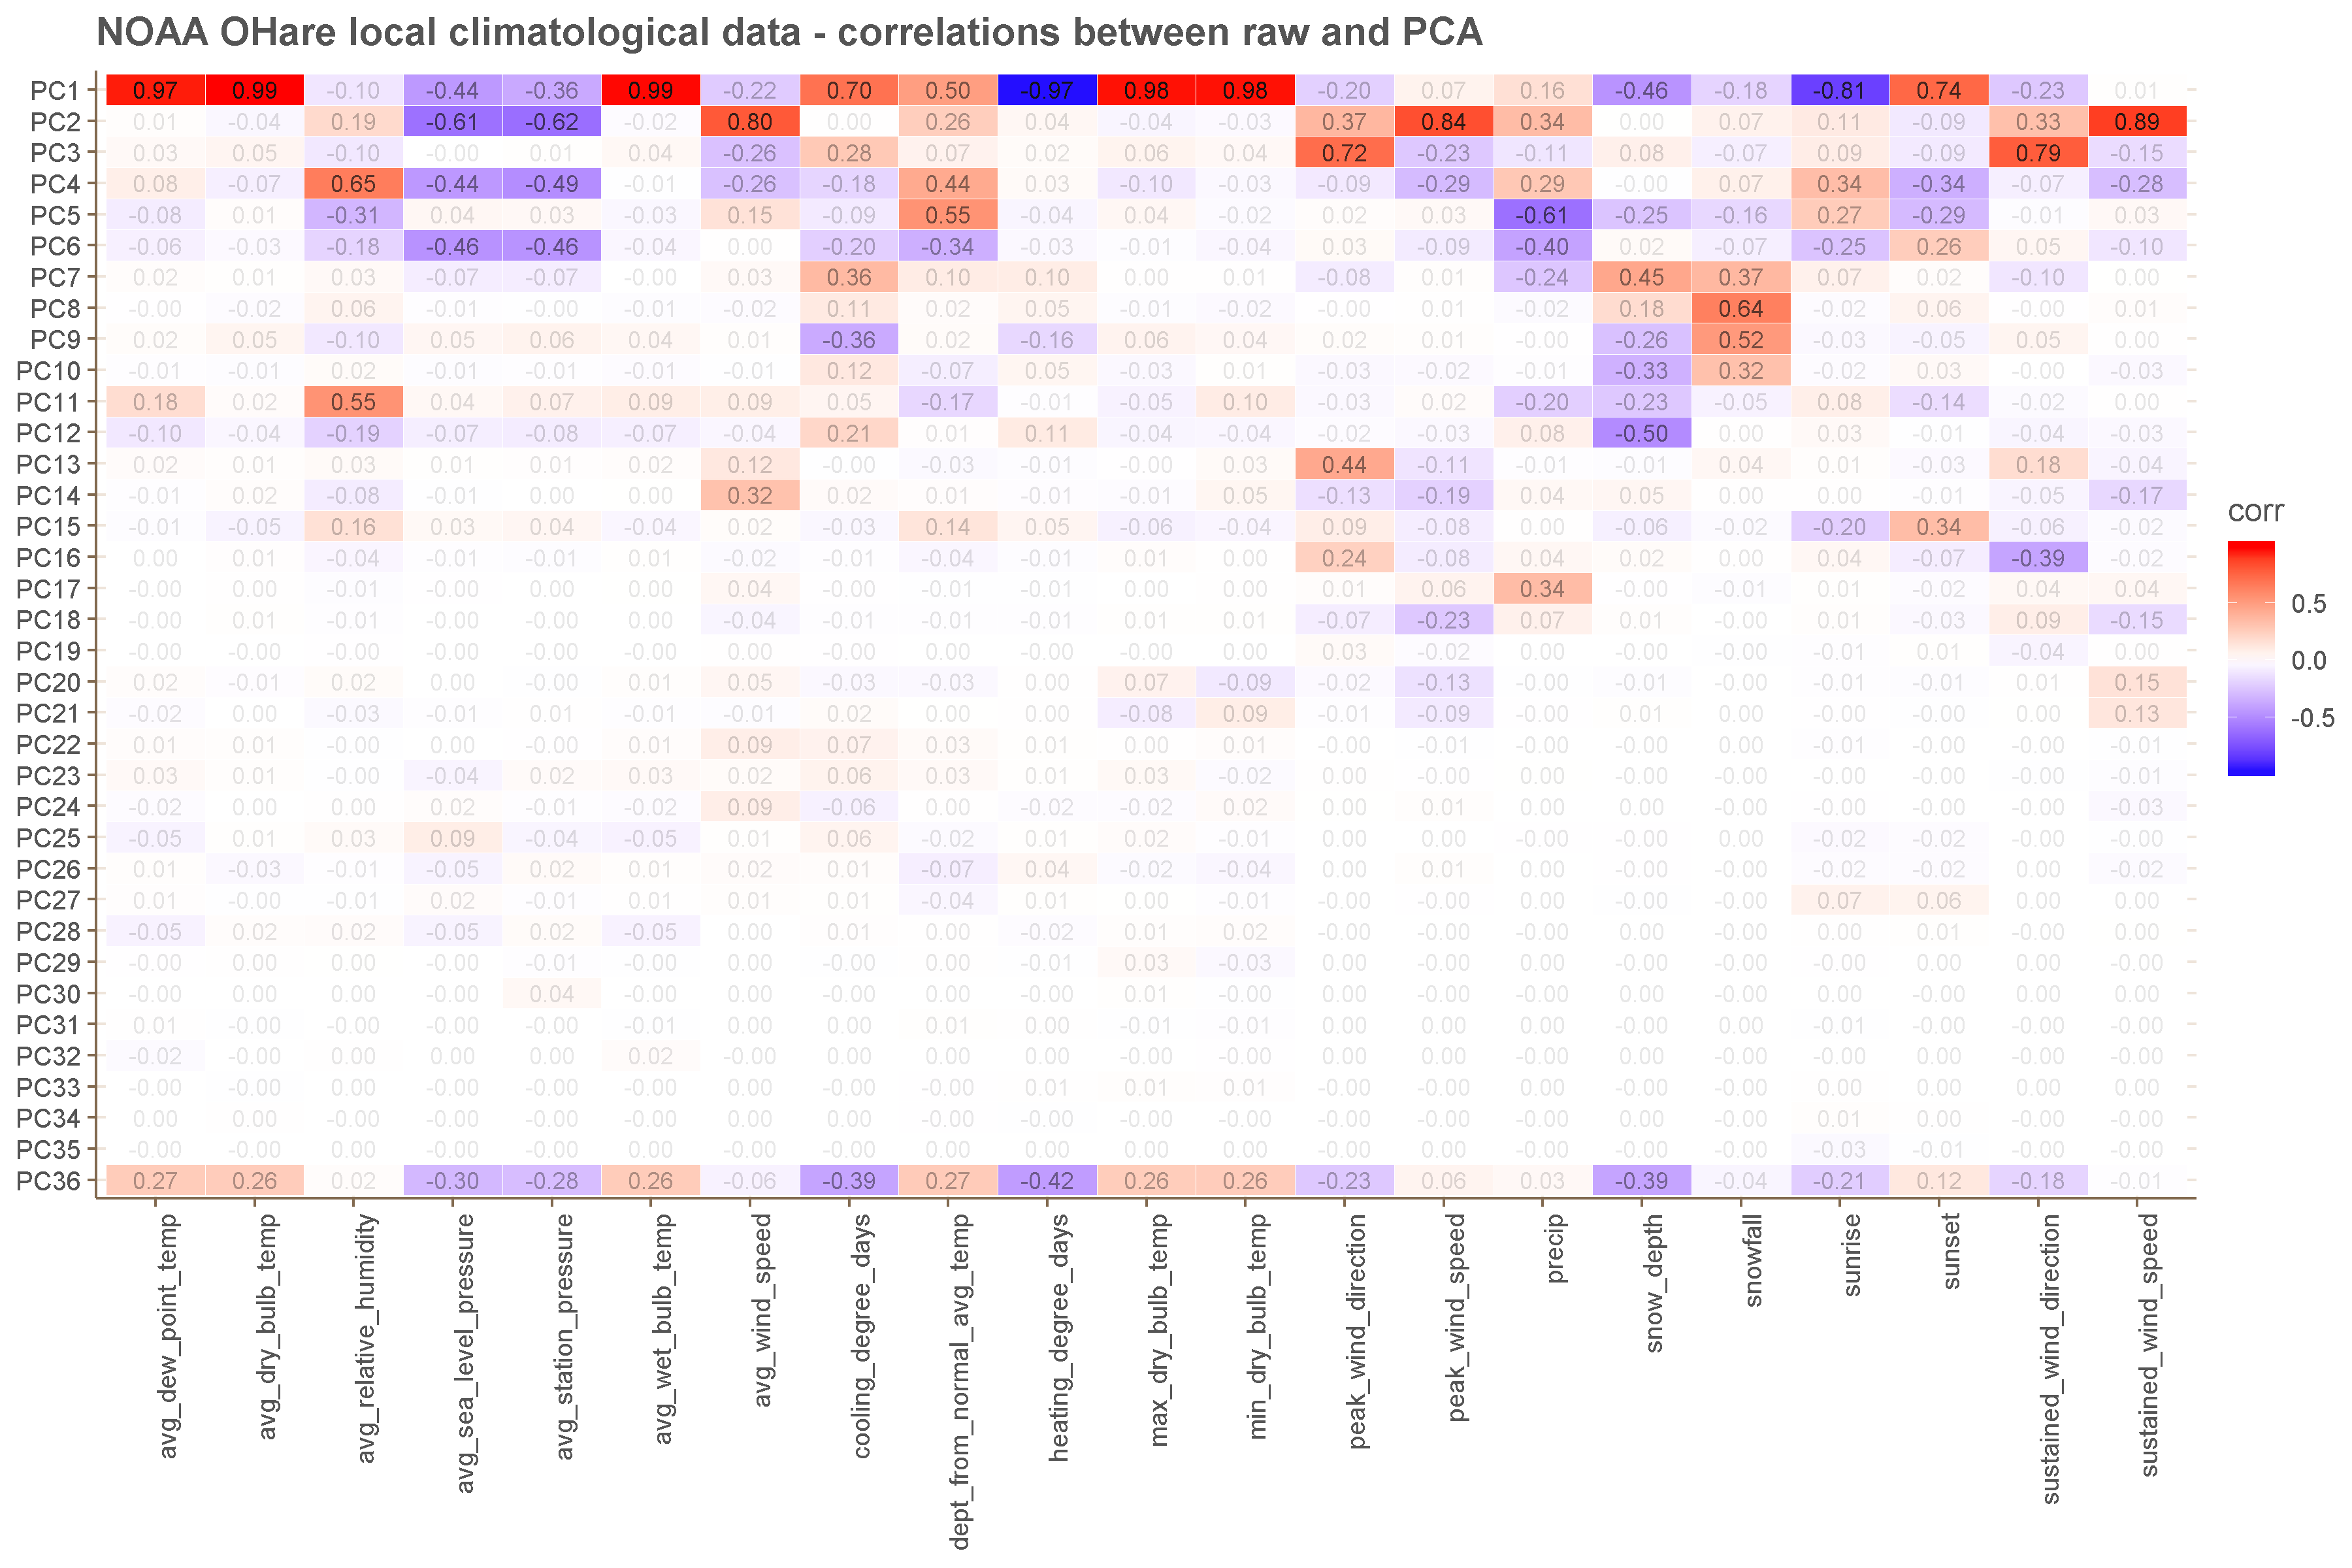 NOAA OHare local climatological data - correlations between raw and PCA
PC1 0.97 0.99 -0.10 -0.44 -0.36 0.99 -0.22 0.70 0.50 -0.97 0.98 0.98 -0.20 0.07 0.16 -0.46 -0.18 -0.81 0.74 -0.23 0.01
PC2 0.01 -0.04 0.19 -0.61 -0.62 -0.02 0.80 0.00 0.26 0.04 -0.04 -0.03 0.37 0.84 0.34 0.00 0.07 0.11 -0.09 0.33 0.89
PC3 0.03 0.05 -0.10 -0.00 0.01 0.04 -0.26 0.28 0.07 0.02 0.06 0.04 0.72 -0.23 -0.11 0.08 -0.07 0.09 -0.09 0.79 -0.15
PC4 0.08 -0.07 0.65 -0.44 -0.49 -0.01 -0.26 -0.18 0.44 0.03 -0.10 -0.03 -0.09 -0.29 0.29 -0.00 0.07 0.34 -0.34 -0.07 -0.28
PC5 -0.08 0.01 -0.31 0.04 0.03 -0.03 0.15 -0.09 0.55 -0.04 0.04 -0.02 0.02 0.03 -0.61 -0.25 -0.16 0.27 -0.29 -0.01 0.03
PC6 -0.06 -0.03 -0.18 -0.46 -0.46 -0.04 0.00 -0.20 -0.34 -0.03 -0.01 -0.04 0.03 -0.09 -0.40 0.02 -0.07 -0.25 0.26 0.05 -0.10
PC7 0.02 0.01 0.03 -0.07 -0.07 -0.00 0.03 0.36 0.10 0.10 0.00 0.01 -0.08 0.01 -0.24 0.45 0.37 0.07 0.02 -0.10 0.00
PC8 -0.00 -0.02 0.06 -0.01 -0.00 -0.01 -0.02 0.11 0.02 0.05 -0.01 -0.02 -0.00 0.01 -0.02 0.18 0.64 -0.02 0.06 -0.00 0.01
PC9 0.02 0.05 -0.10 0.05 0.06 0.04 0.01 -0.36 0.02 -0.16 0.06 0.04 0.02 0.01 -0.00 -0.26 0.52 -0.03 -0.05 0.05 0.00
PC10 -0.01 -0.01 0.02 -0.01 -0.01 -0.01 -0.01 0.12 -0.07 0.05 -0.03 0.01 -0.03 -0.02 -0.01 -0.33 0.32 -0.02 0.03 -0.00 -0.03
PC11 0.18 0.02 0.55 0.04 0.07 0.09 0.09 0.05 -0.17 -0.01 -0.05 0.10 -0.03 0.02 -0.20 -0.23 -0.05 0.08 -0.14 -0.02 0.00
PC12 -0.10 -0.04 -0.19 -0.07 -0.08 -0.07 -0.04 0.21 0.01 0.11 -0.04 -0.04 -0.02 -0.03 0.08 -0.50 0.00 0.03 -0.01 -0.04 -0.03
PC13 0.02 0.01 0.03 0.01 0.01 0.02 0.12 -0.00 -0.03 -0.01 -0.00 0.03 0.44 -0.11 -0.01 -0.01 0.04 0.01 -0.03 0.18 -0.04
PC14 -0.01 0.02 -0.08 -0.01 0.00 0.00 0.32 0.02 0.01 -0.01 -0.01 0.05 -0.13 -0.19 0.04 0.05 0.00 0.00 -0.01 -0.05 -0.17
PC15 -0.01 -0.05 0.16 0.03 0.04 -0.04 0.02 -0.03 0.14 0.05 -0.06 -0.04 0.09 -0.08 0.00 -0.06 -0.02 -0.20 0.34 -0.06 -0.02
PC16 0.00 0.01 -0.04 -0.01 -0.01 0.01 -0.02 -0.01 -0.04 -0.01 0.01 0.00 0.24 -0.08 0.04 0.02 0.00 0.04 -0.07 -0.39 -0.02
PC17 -0.00 0.00 -0.01 -0.00 -0.00 0.00 0.04 -0.00 -0.01 -0.01 0.00 0.00 0.01 0.06 0.34 -0.00 -0.01 0.01 -0.02 0.04 0.04
PC18 -0.00 0.01 -0.01 -0.00 0.00 0.00 -0.04 -0.01 -0.01 -0.01 0.01 0.01 -0.07 -0.23 0.07 0.01 -0.00 0.01 -0.03 0.09 -0.15
PC19 -0.00 -0.00 -0.00 -0.00 -0.00 -0.00 -0.00 -0.00 -0.00 0.00 -0.00 -0.00 0.03 -0.02 0.00 -0.00 0.00 -0.01 0.01 -0.04 0.00
PC20 0.02 -0.01 0.02 0.00 -0.00 0.01 0.05 -0.03 -0.03 0.00 0.07 -0.09 -0.02 -0.13 -0.00 -0.01 -0.00 -0.01 -0.01 0.01 0.15
PC21 -0.02 0.00 -0.03 -0.01 0.01 -0.01 -0.01 0.02 0.00 0.00 -0.08 0.09 -0.01 -0.09 -0.00 0.01 -0.00 -0.00 -0.00 0.00 0.13
PC22 0.01 0.01 -0.00 0.00 -0.00 0.01 0.09 0.07 0.03 0.01 0.00 0.01 -0.00 -0.01 -0.00 0.00 -0.00 -0.01 0.00 -0.00 -0.01
PC23 0.03 0.01 -0.00 -0.04 0.02 0.03 0.02 0.06 0.03 0.01 0.03 -0.02 0.00 0.00 -0.00 -0.00 -0.00 -0.00 0.00 -0.00 -0.01
PC24 -0.02 0.00 0.00 0.02 -0.01 -0.02 0.09 -0.06 0.00 -0.02 -0.02 0.02 0.00 0.01 -0.00 0.00 -0.00 -0.00 -0.00 -0.00 -0.03
PC25 -0.05 0.01 0.03 0.09 -0.04 -0.05 0.01 0.06 -0.02 0.01 0.02 -0.01 0.00 0.00 -0.00 0.00 0.00 -0.02 -0.02 0.00 -0.00
PC26 0.01 -0.03 -0.01 -0.05 0.02 0.01 0.02 0.01 -0.07 0.04 -0.02 -0.04 -0.00 0.01 -0.00 0.00 -0.00 -0.02 -0.02 0.00 -0.02
PC27 0.01 -0.00 -0.01 0.02 -0.01 0.01 0.01 0.01 -0.04 0.01 0.00 -0.01 0.00 -0.00 -0.00 0.00 -0.00 0.07 0.06 0.00 0.00
PC28 -0.05 0.02 0.02 -0.05 0.02 -0.05 0.00 0.01 0.00 -0.02 0.01 0.02 -0.00 -0.00 -0.00 0.00 -0.00 0.00 0.01 -0.00 0.00
PC29 -0.00 0.00 0.00 -0.00 -0.01 -0.00 0.00 -0.00 0.00 -0.01 0.03 -0.03 0.00 0.00 0.00 0.00 0.00 -0.00 0.00 0.00 -0.00
PC30 -0.00 0.00 0.00 -0.00 0.04 -0.00 0.00 -0.00 0.00 -0.00 0.01 -0.00 0.00 -0.00 -0.00 0.00 -0.00 0.00 -0.00 0.00 -0.00
PC31 0.01 -0.00 -0.00 0.00 0.00 -0.01 0.00 0.00 0.01 0.00 -0.01 -0.01 0.00 0.00 -0.00 0.00 0.00 -0.01 -0.00 0.00 -0.00
PC32 -0.02 -0.00 0.00 0.00 0.00 0.02 -0.00 0.00 0.00 0.00 -0.00 0.00 0.00 0.00 -0.00 0.00 -0.00 0.00 -0.00 -0.00 -0.00
PC33 -0.00 0.00 -0.00 -0.00 0.00 0.00 -0.00 0.00 -0.00 0.01 0.01 0.01 -0.00 -0.00 -0.00 0.00 -0.00 0.00 0.00 0.00 -0.00
PC34 0.00 0.00 -0.00 0.00 -0.00 0.00 0.00 -0.00 -0.00 -0.00 -0.00 0.00 -0.00 -0.00 -0.00 0.00 -0.00 0.01 0.00 -0.00 0.00
PC35 -0.00 -0.00 -0.00 0.00 0.00 0.00 -0.00 -0.00 0.00 0.00 0.00 0.00 0.00 -0.00 0.00 -0.00 -0.00 -0.03 -0.01 -0.00 -0.00
PC36 0.27 0.26 0.02 -0.30 -0.28 0.26 -0.06 -0.39 0.27 -0.42 0.26 0.26 -0.23 0.06 0.03 -0.39 -0.04 -0.21 0.12 -0.18 -0.01
avg_dew_point_temp
avg_dry_bulb_temp
avg_relative_humidity
avg_sea_level_pressure
avg_station_pressure
avg_wet_bulb_temp
avg_wind_speed
cooling_degree_days
dept_from_normal_avg_temp
heating_degree_days
max_dry_bulb_temp
min_dry_bulb_temp
peak_wind_direction
peak_wind_speed
precip
snow_depth
snowfall
sunrise
sunset
sustained_wind_direction
sustained_wind_speed
corr
0.5
0.0
-0.5